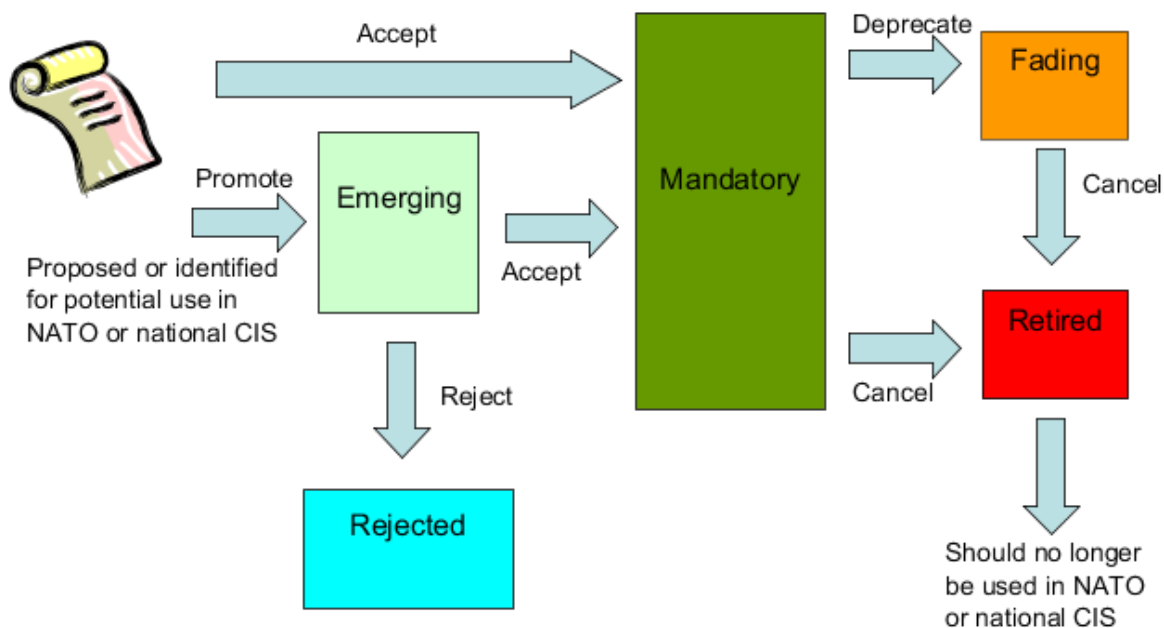 Accept
Deprecate
Fading
Promote
Emerging
Mandatory
Cancel
Proposed or identified
for potential use in
NATO or national CIS
Accept
Retired
Reject
Cancel
Rejected
Should no longer
be used in NATO
or national CIS